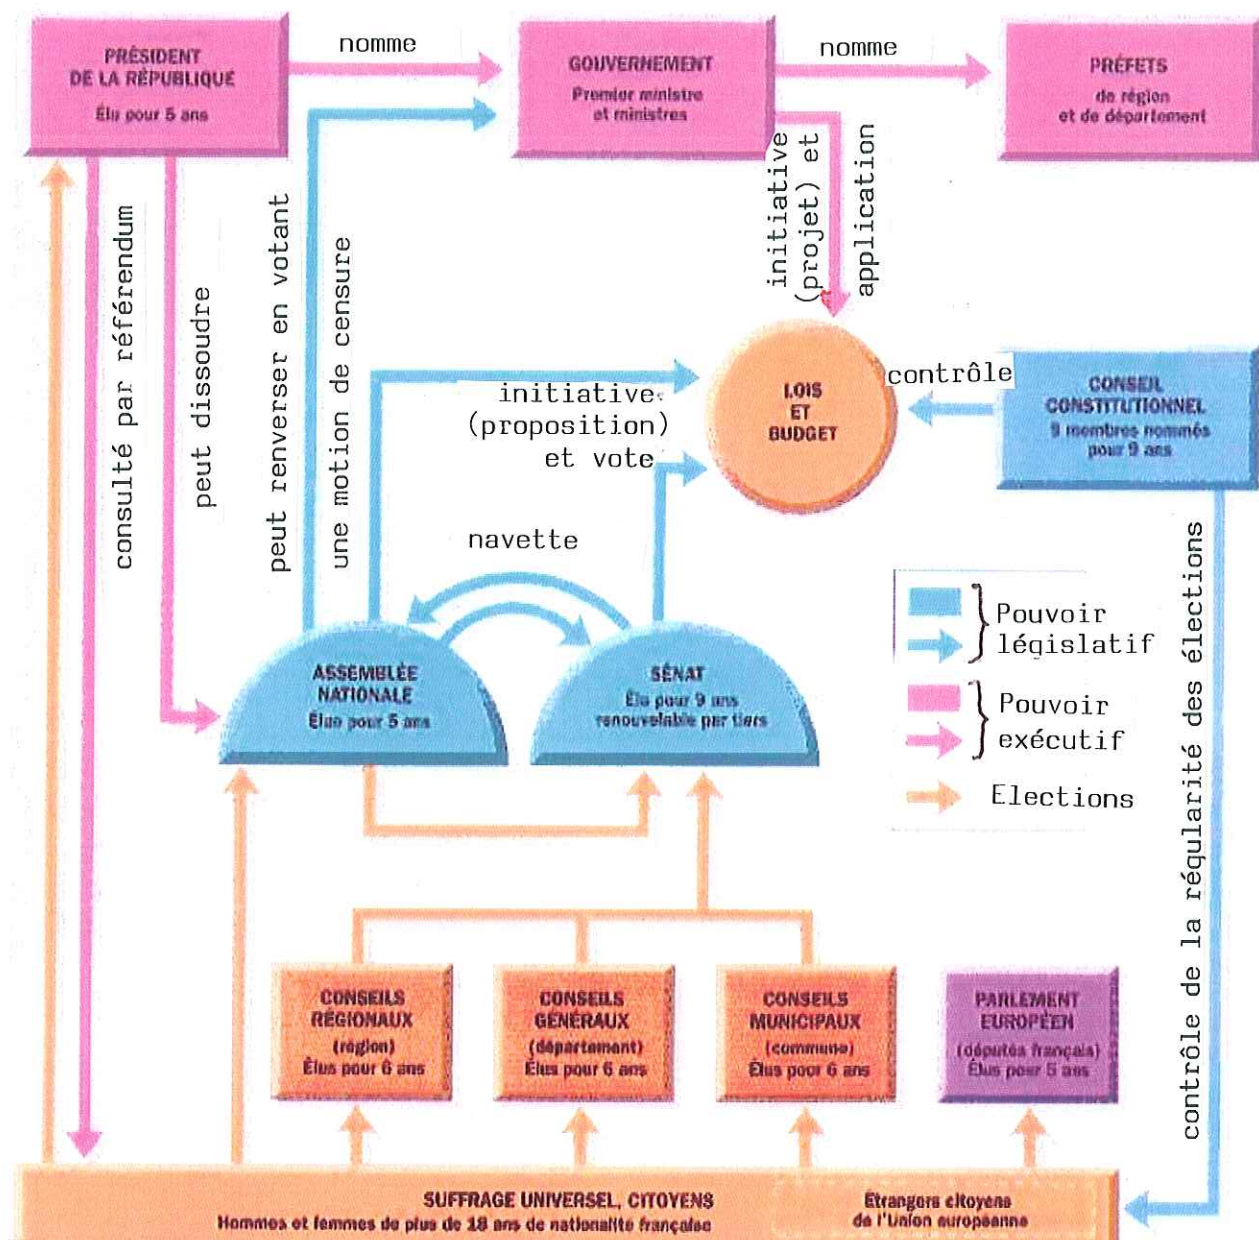 PRÉSIDENT
DE LA RÉPUBLIQUE
Élu pour 5 ans
nomme
GOUVERNEMENT
Premier ministre
et ministres
nomme
PRÉFETS
de région
et de département
consulté par référendum
peut dissoudre
peut renverser en votant
une motion de censure
initiative
(projet) et
application
initiative
(proposition)
et vote
LOIS
ET
BUDGET
contrôle
CONSEIL
CONSTITUTIONNEL
9 membres nommés
pour 9 ans
navette
ASSEMBLÉE
NATIONALE
Élue pour 5 ans
SÉNAT
Élu pour 9 ans
renouvelable par tiers
Pouvoir
législatif
Pouvoir
exécutif
Elections
contrôle de la régularité des élections
CONSEILS
RÉGIONAUX
(région)
Élus pour 6 ans
CONSEILS
GÉNÉRAUX
(département)
Élus pour 6 ans
CONSEILS
MUNICIPAUX
(commune)
Élus pour 6 ans
PARLEMENT
EUROPÉEN
(députés français)
Élus pour 5 ans
SUFFRAGE UNIVERSEL, CITOYENS
Hommes et femmes de plus de 18 ans de nationalité française
Étrangers citoyens
de l'Union européenne